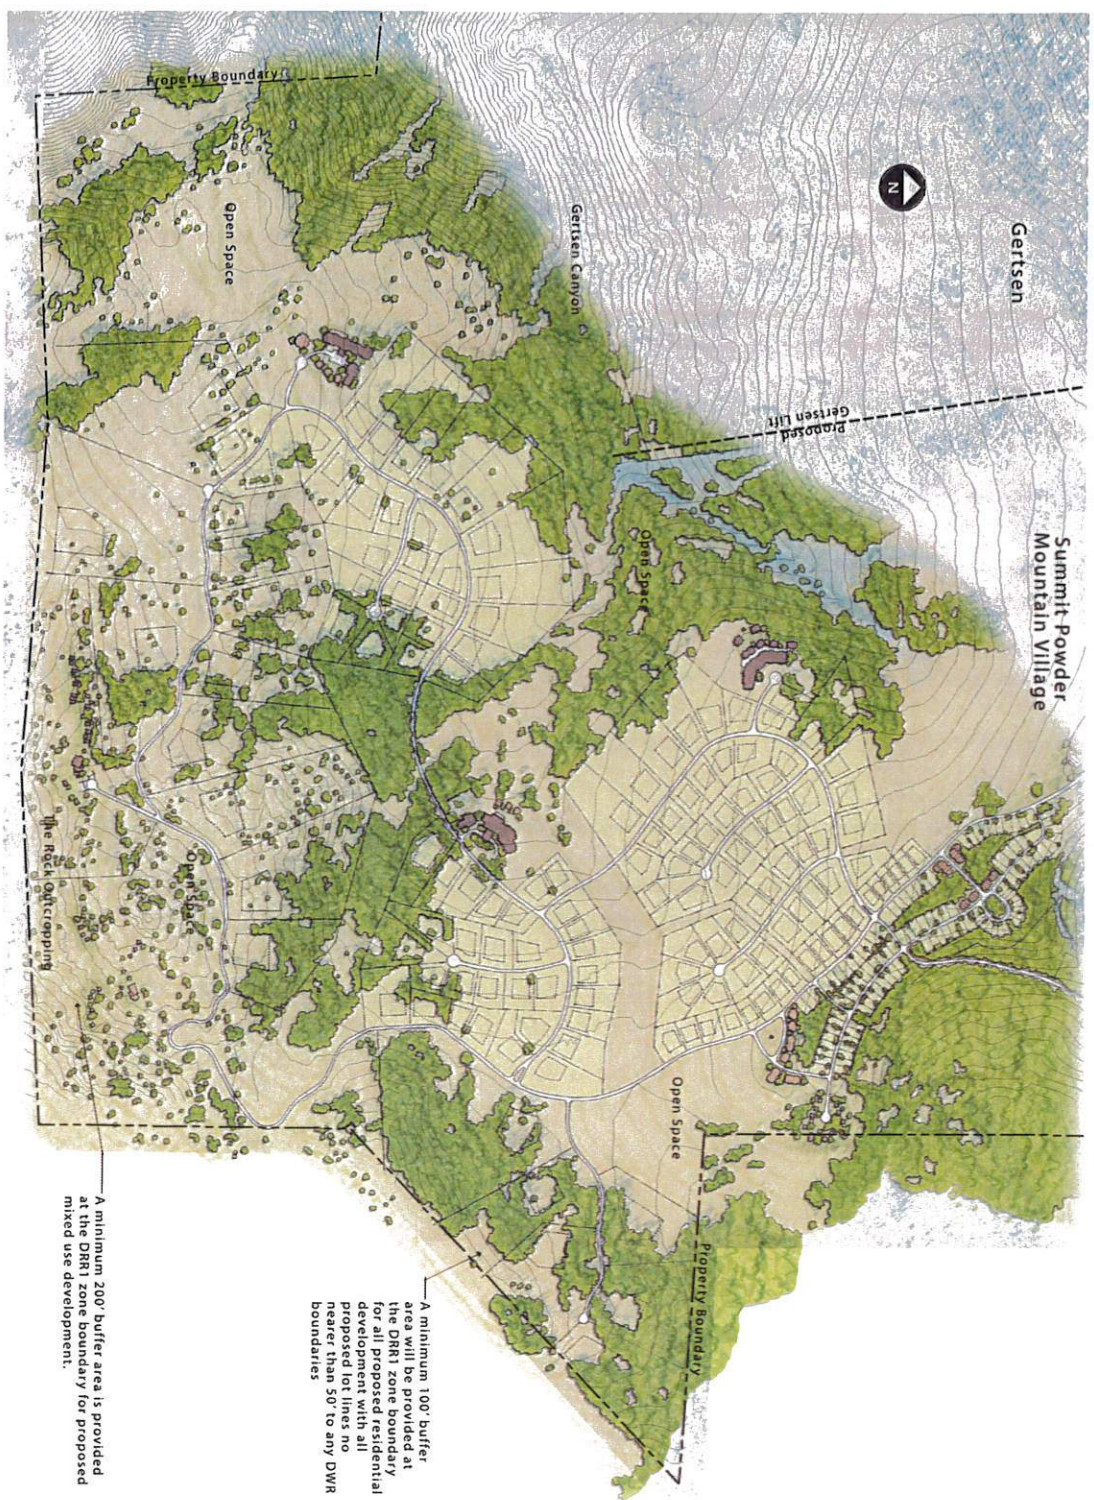 Gertsen
Summit Powder
Mountain Village
N
Proposed
Gertsen Lift
Gertsen Canyon
Property Boundary
Open Space
Open Space
Open Space
Open Space
Property Boundary
The Rock Outcropping
A minimum 100' buffer
area will be provided at
the DRR1 zone boundary
for all proposed residential
development with all
proposed lot lines no
nearer than 50' to any DWR
boundaries
A minimum 200' buffer area is provided
at the DRR1 zone boundary for proposed
mixed use development.